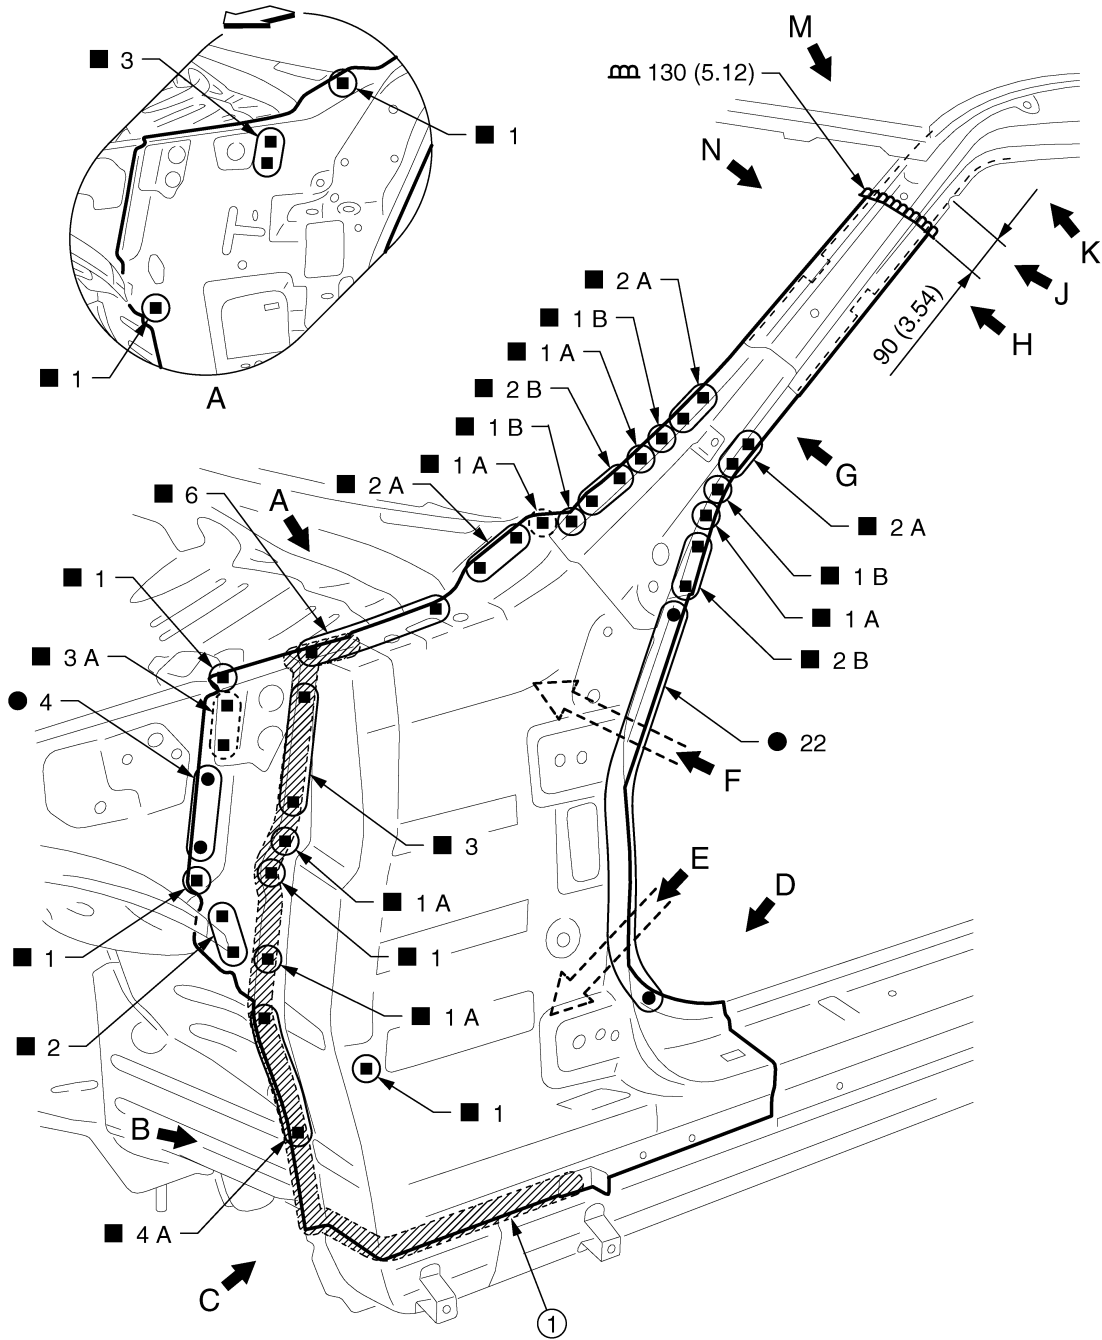 M
130 (5.12)
■ 3
■ 1
N
K
J
H
90 (3.54)
■ 2 A
■ 1 B
■ 1 A
■ 1
A
■ 2 B
■ 1 B
G
■ 1 A
■ 2 A
■ 6
A
■ 2 A
■ 1
■ 1 B
■ 1 A
■ 3 A
■ 2 B
● 4
● 22
F
■ 3
E
D
■ 1 A
■ 1
■ 1
■ 1 A
■ 2
■ 1
B
■ 4 A
C
1